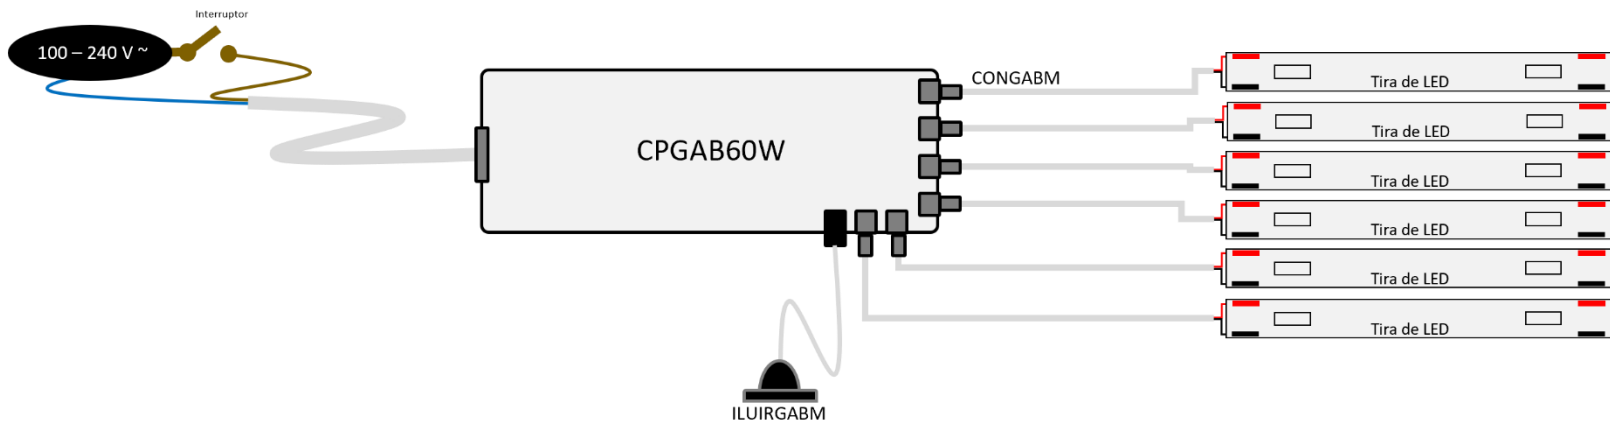 Interruptor
100 – 240 V ~
CPGAB60W
CONGABM
Tira de LED
Tira de LED
Tira de LED
Tira de LED
Tira de LED
Tira de LED
ILUIRGABM